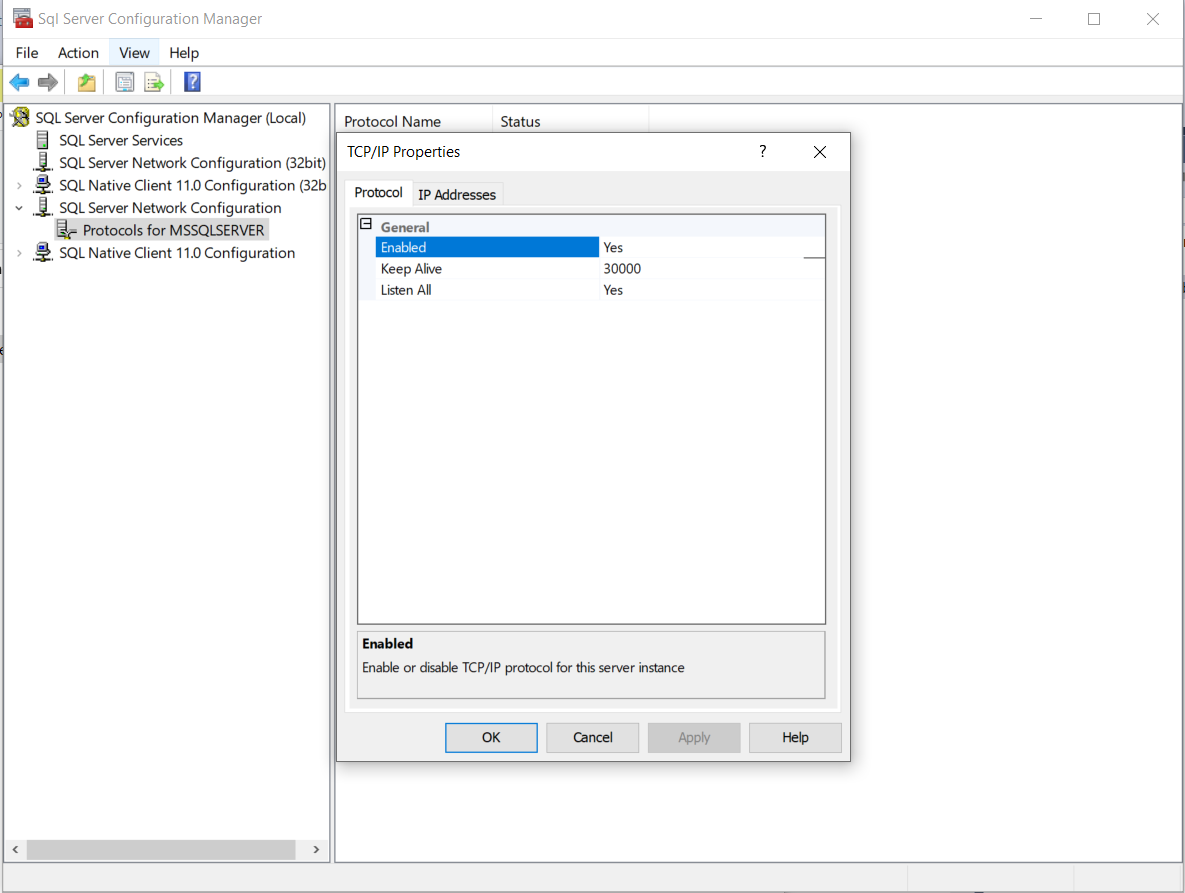 Sql Server Configuration Manager
File Action View Help
SQL Server Configuration Manager (Local)
SQL Server Services
SQL Server Network Configuration (32bit)
SQL Native Client 11.0 Configuration (32b
SQL Server Network Configuration
Protocols for MSSQLSERVER
SQL Native Client 11.0 Configuration
Protocol Name Status
TCP/IP Properties
Protocol IP Addresses
General
Enabled Yes
Keep Alive 30000
Listen All Yes
Enabled
Enable or disable TCP/IP protocol for this server instance
OK Cancel Apply Help